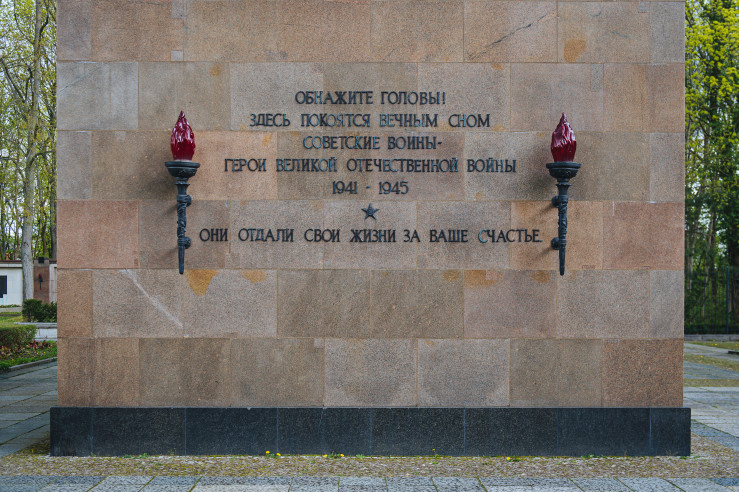 ОБНАЖИТЕ ГОЛОВЫ!
ЗДЕСЬ ПОКОЯТСЯ ВЕЧНЫМ СНОМ
СОВЕТСКИЕ ВОИНЫ-
ГЕРОИ ВЕЛИКОЙ ОТЕЧЕСТВЕННОЙ ВОЙНЫ
1941 - 1945
ОНИ ОТДАЛИ СВОИ ЖИЗНИ ЗА ВАШЕ СЧАСТЬЕ.